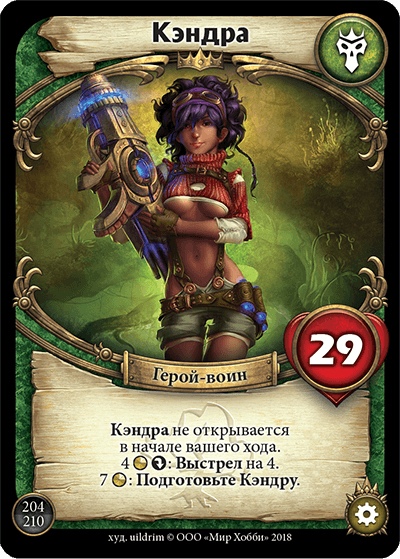 Кэндра
29
Герой-воин
Кэндра не открывается
в начале вашего хода.
4 : Выстрел на 4.
7 : Подготовьте Кэндру.
204
210
худ. uildrim © ООО «Мир Хобби» 2018